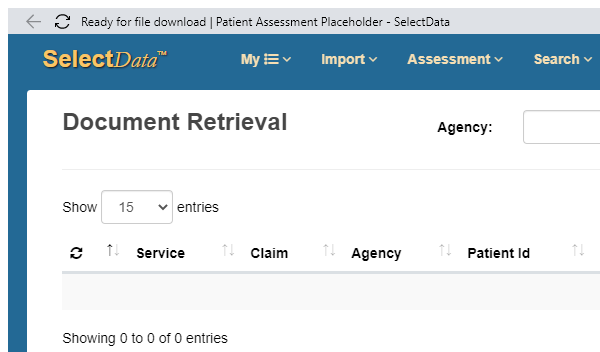 Ready for file download | Patient Assessment Placeholder - SelectData
SelectData™ My Import Assessment Search
Document Retrieval Agency:
Show 15 entries
Service Claim Agency Patient Id
Showing 0 to 0 of 0 entries